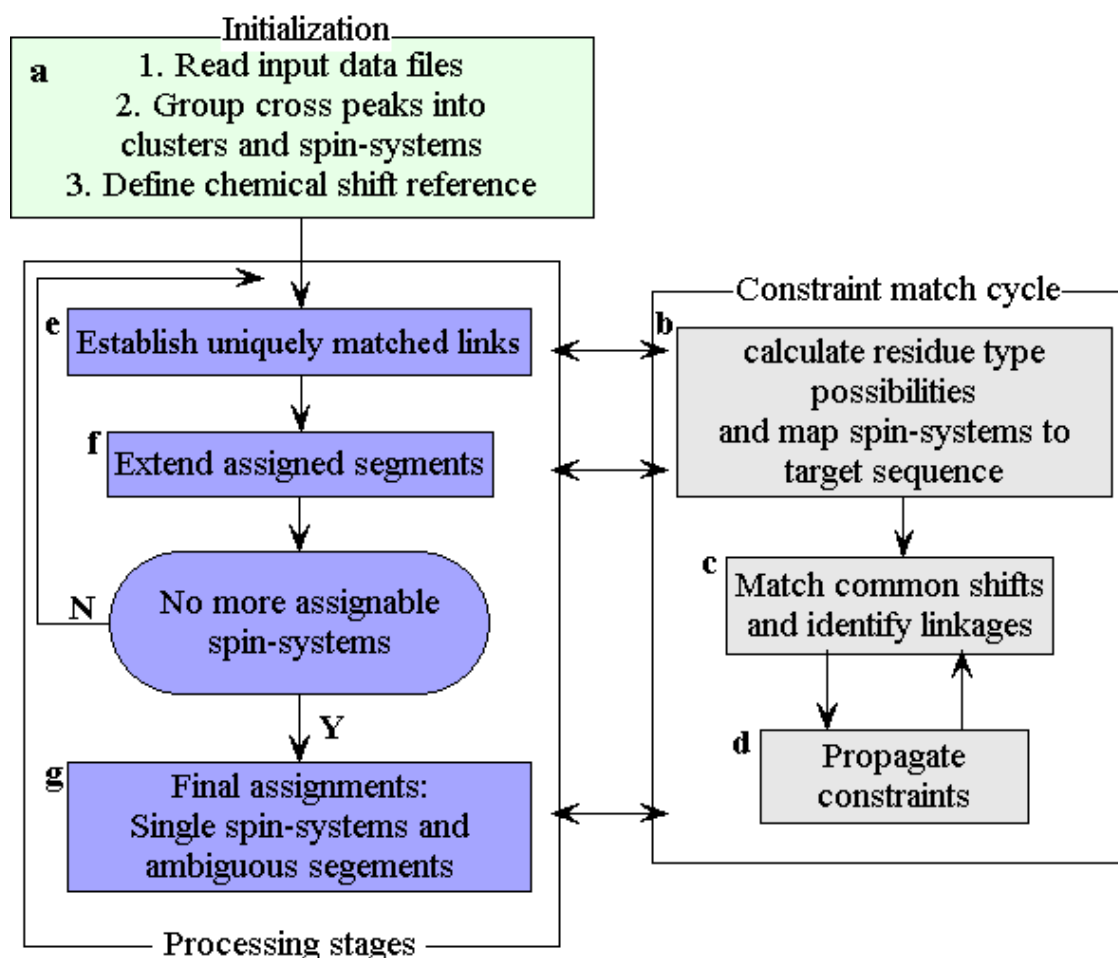 Initialization
a
1. Read input data files
2. Group cross peaks into
clusters and spin-systems
3. Define chemical shift reference
e
Establish uniquely matched links
f
Extend assigned segments
No more assignable
spin-systems
N
Y
g
Final assignments:
Single spin-systems and
ambiguous segements
Processing stages
Constraint match cycle
b
calculate residue type
possibilities
and map spin-systems to
target sequence
c
Match common shifts
and identify linkages
d
Propagate
constraints